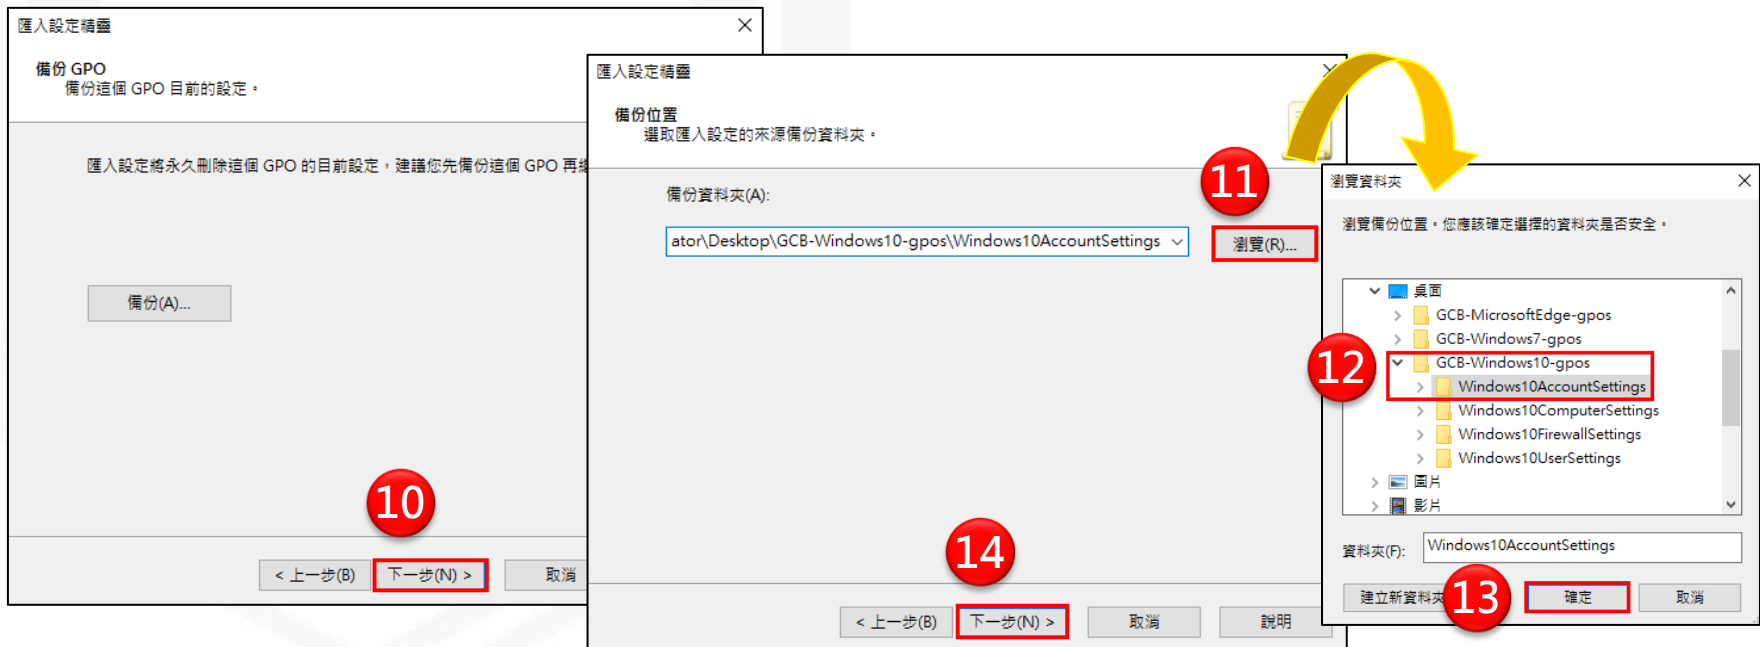 匯入設定精靈
備份 GPO
備份這個 GPO 目前的設定。
匯入設定將永久刪除這個 GPO 的目前設定，建議您先備份這個 GPO 再
備份(A)...
10
< 上一步(B)
下一步(N) >
取消
匯入設定精靈
備份位置
選取匯入設定的來源備份資料夾。
備份資料夾(A):
ator\Desktop\GCB-Windows10-gpos\Windows10AccountSettings
11
瀏覽(R)...
14
< 上一步(B)
下一步(N) >
取消
說明
瀏覽資料夾
瀏覽備份位置。您應該確定選擇的資料夾是否安全。
桌面
GCB-MicrosoftEdge-gpos
GCB-Windows7-gpos
12
GCB-Windows10-gpos
Windows10AccountSettings
Windows10ComputerSettings
Windows10FirewallSettings
Windows10UserSettings
圖片
影片
資料夾(F):
Windows10AccountSettings
建立新資料夾
13
確定
取消